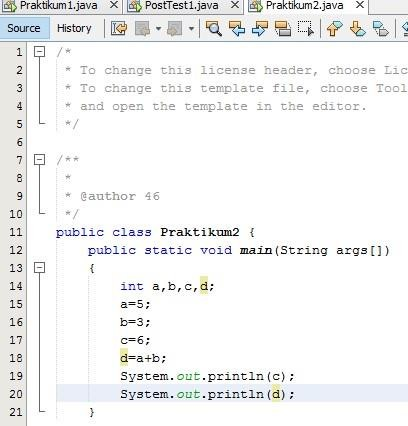 Praktikum1.java PostTest1.java Praktikum2.java
Source History
1 /*
2 * To change this license header, choose Lic
3 * To change this template file, choose Tool
4 * and open the template in the editor.
5 */
6
7 /**
8 *
9 * @author 46
10 */
11 public class Praktikum2 {
12 public static void main(String args[])
13 {
14 int a,b,c,d;
15 a=5;
16 b=3;
17 c=6;
18 d=a+b;
19 System.out.println(c);
20 System.out.println(d);
21 }